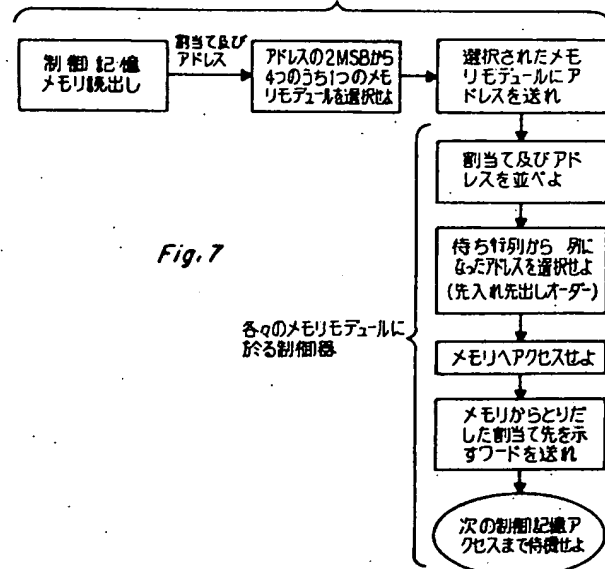 制御記憶
メモリ読出し
割当て及び
アドレス
アドレスの2MSBから
4つのうち1つのメモ
リモデュールを選択せよ
選択されたメモ
リモデュールにア
ドレスを送れ
割当て及びアド
レスを並べよ
待ち行列から 列に
なったアドレスを選択せよ
(先入れ先出しオーダー)
Fig.7
各々のメモリモデュールに
於る制御器
メモリへアクセスせよ
メモリからとりだ
した割当て先を示
すワードを送れ
次の制御記憶ア
クセスまで待機せよ